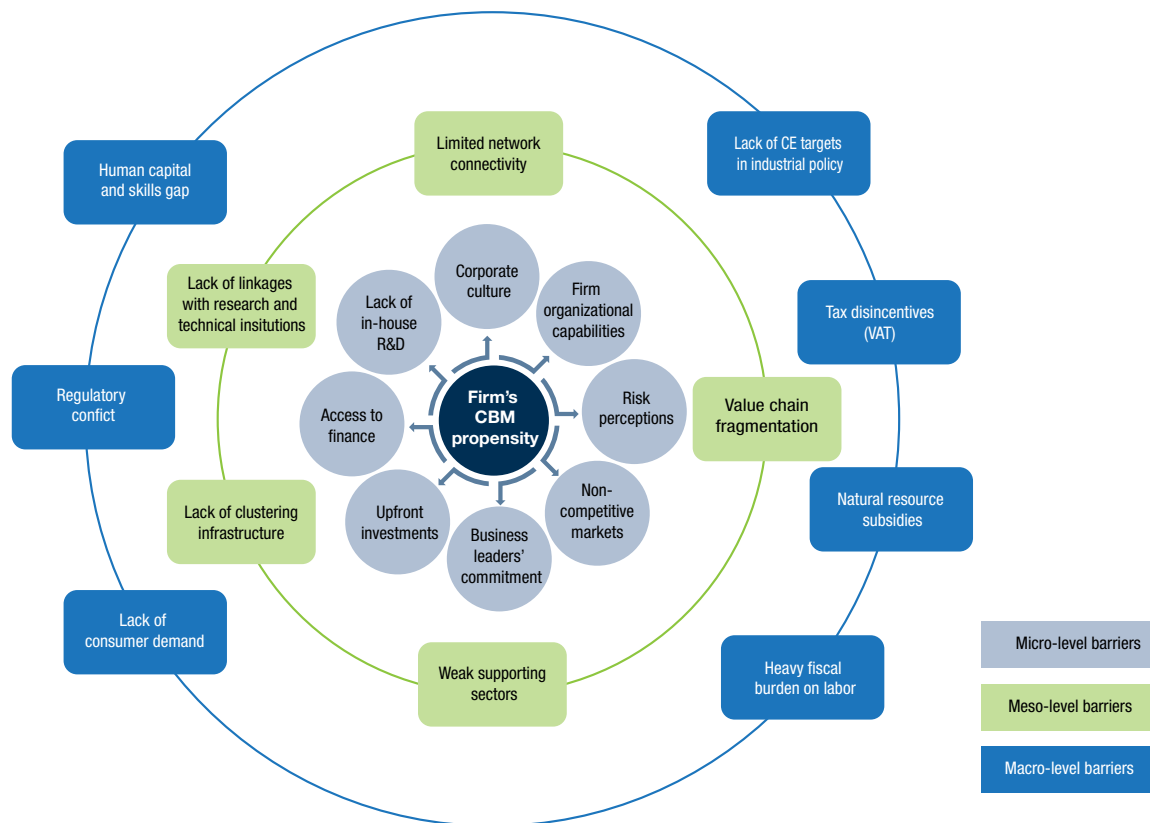 Limited network
connectivity
Lack of CE targets
in industrial policy
Human capital
and skills gap
Corporate
culture
Firm
organizational
capabilities
Lack of linkages
with research and
technical insitutions
Lack of
in-house
R&D
Tax disincentives
(VAT)
Regulatory
confict
Access to
finance
Firm's
CBM
propensity
Risk
perceptions
Value chain
fragmentation
Lack of clustering
infrastructure
Upfront
investments
Business
leaders'
commitment
Non-
competitive
markets
Natural resource
subsidies
Lack of
consumer demand
Weak supporting
sectors
Heavy fiscal
burden on labor
Micro-level barriers
Meso-level barriers
Macro-level barriers